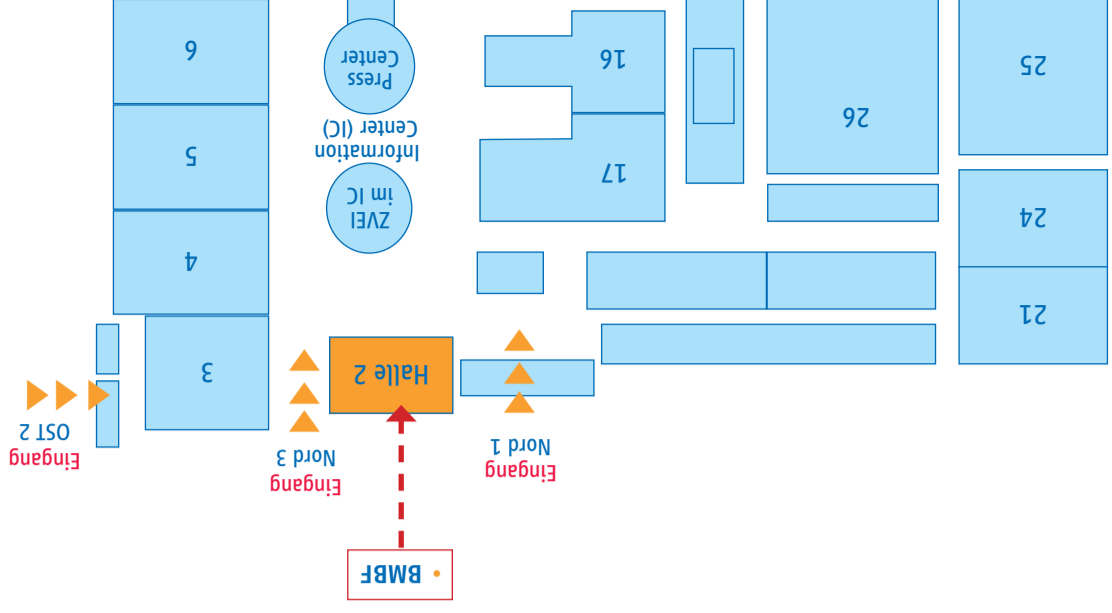 • BMBF
Eingang
Nord 1
Eingang
Nord 3
Eingang
OST 2
Halle 2
3
21
4
24
ZVEI
im IC
17
Information
Center (IC)
5
26
25
16
Press
Center
6